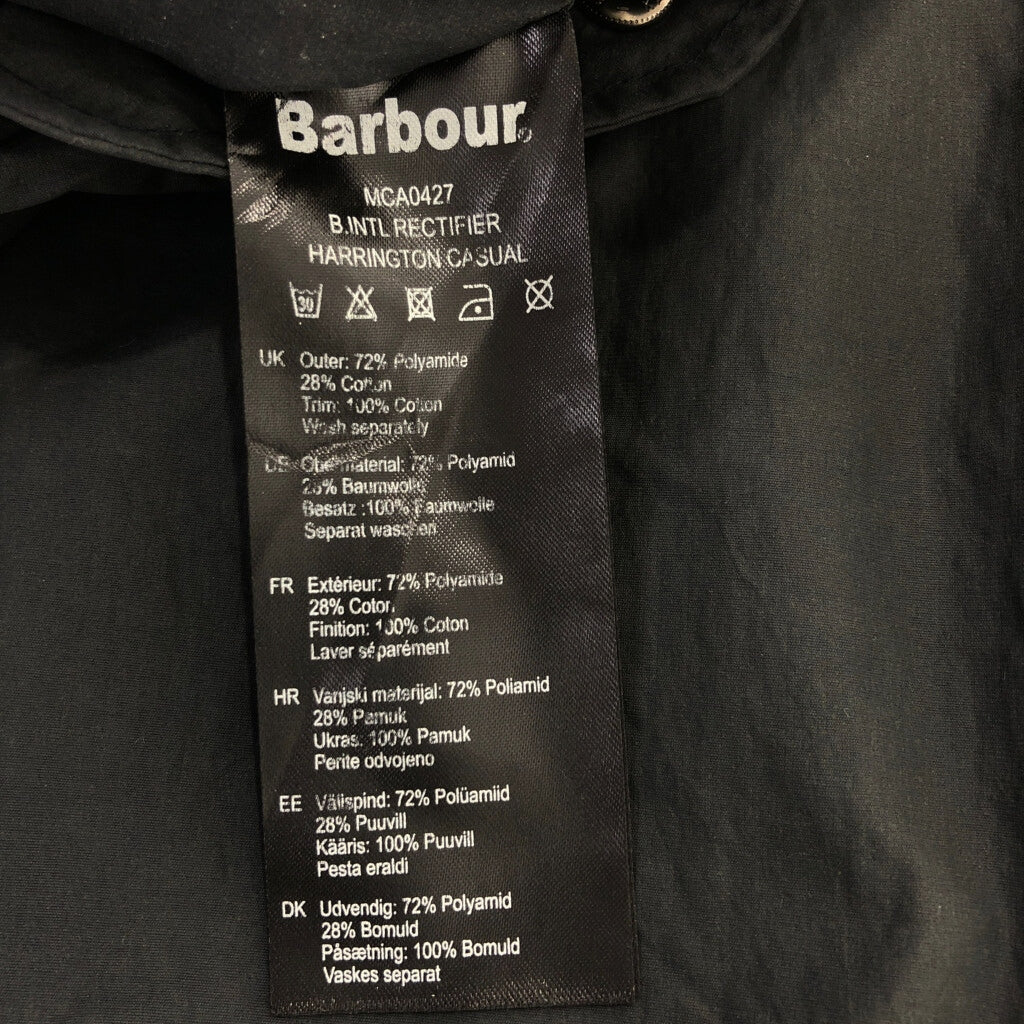 Barbour
MCA0427
B.INTL RECTIFIER
HARRINGTON CASUAL
30
UK Outer: 72% Polyamide
28% Cotton
Trim: 100% Cotton
Wash separately
DE Obermaterial: 72% Polyamid
28% Baumwolle
Besatz :100% Baumwolle
Separat waschen
FR Extérieur: 72% Polyamide
28% Coton
Finition: 100% Coton
Laver séparément
HR Vanjski materijal: 72% Poliamid
28% Pamuk
Ukras: 100% Pamuk
Perite odvojeno
EE Välispind: 72% Polüamiid
28% Puuvill
Kääris: 100% Puuvill
Pesta eraldi
DK Udvendig: 72% Polyamid
28% Bomuld
Påsætning: 100% Bomuld
Vaskes separat